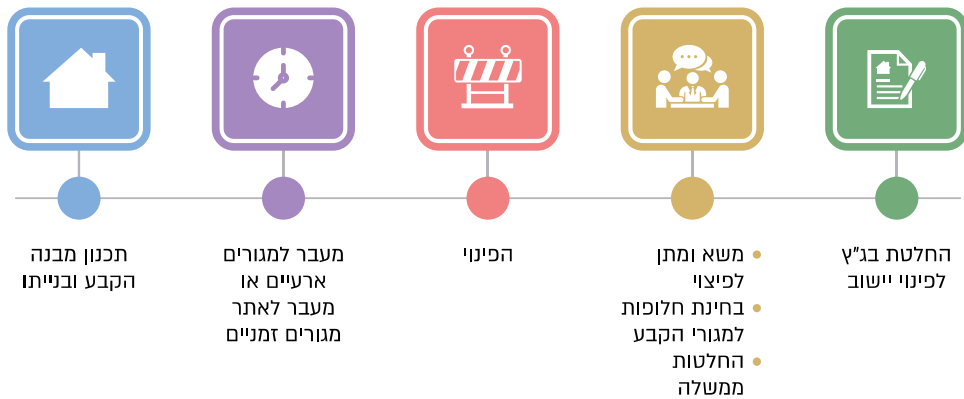 החלטת בג"ץ
לפינוי יישוב
• משא ומתן
לפיצוי
• בחינת חלופות
למגורי הקבע
• החלטות
ממשלה
הפינוי
מעבר למגורים
ארעיים או
מעבר לאתר
מגורים זמניים
תכנון מבנה
הקבע ובנייתו